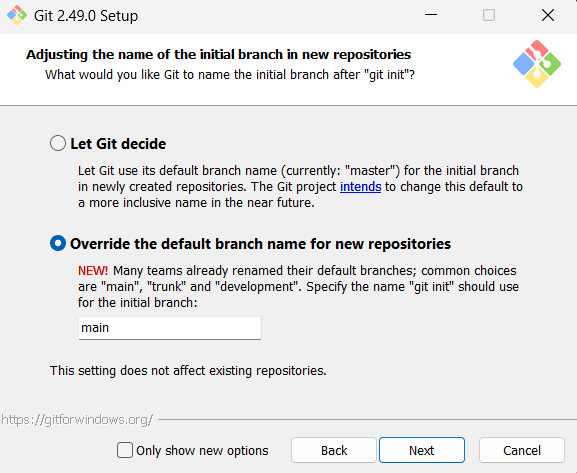 Git 2.49.0 Setup
Adjusting the name of the initial branch in new repositories
What would you like Git to name the initial branch after "git init"?
Let Git decide
Let Git use its default branch name (currently: "master") for the initial branch
in newly created repositories. The Git project intends to change this default to
a more inclusive name in the near future.
Override the default branch name for new repositories
NEW! Many teams already renamed their default branches; common choices
are "main", "trunk" and "development". Specify the name "git init" should use
for the initial branch:
main
This setting does not affect existing repositories.
https://gitforwindows.org/
Only show new options
Back
Next
Cancel